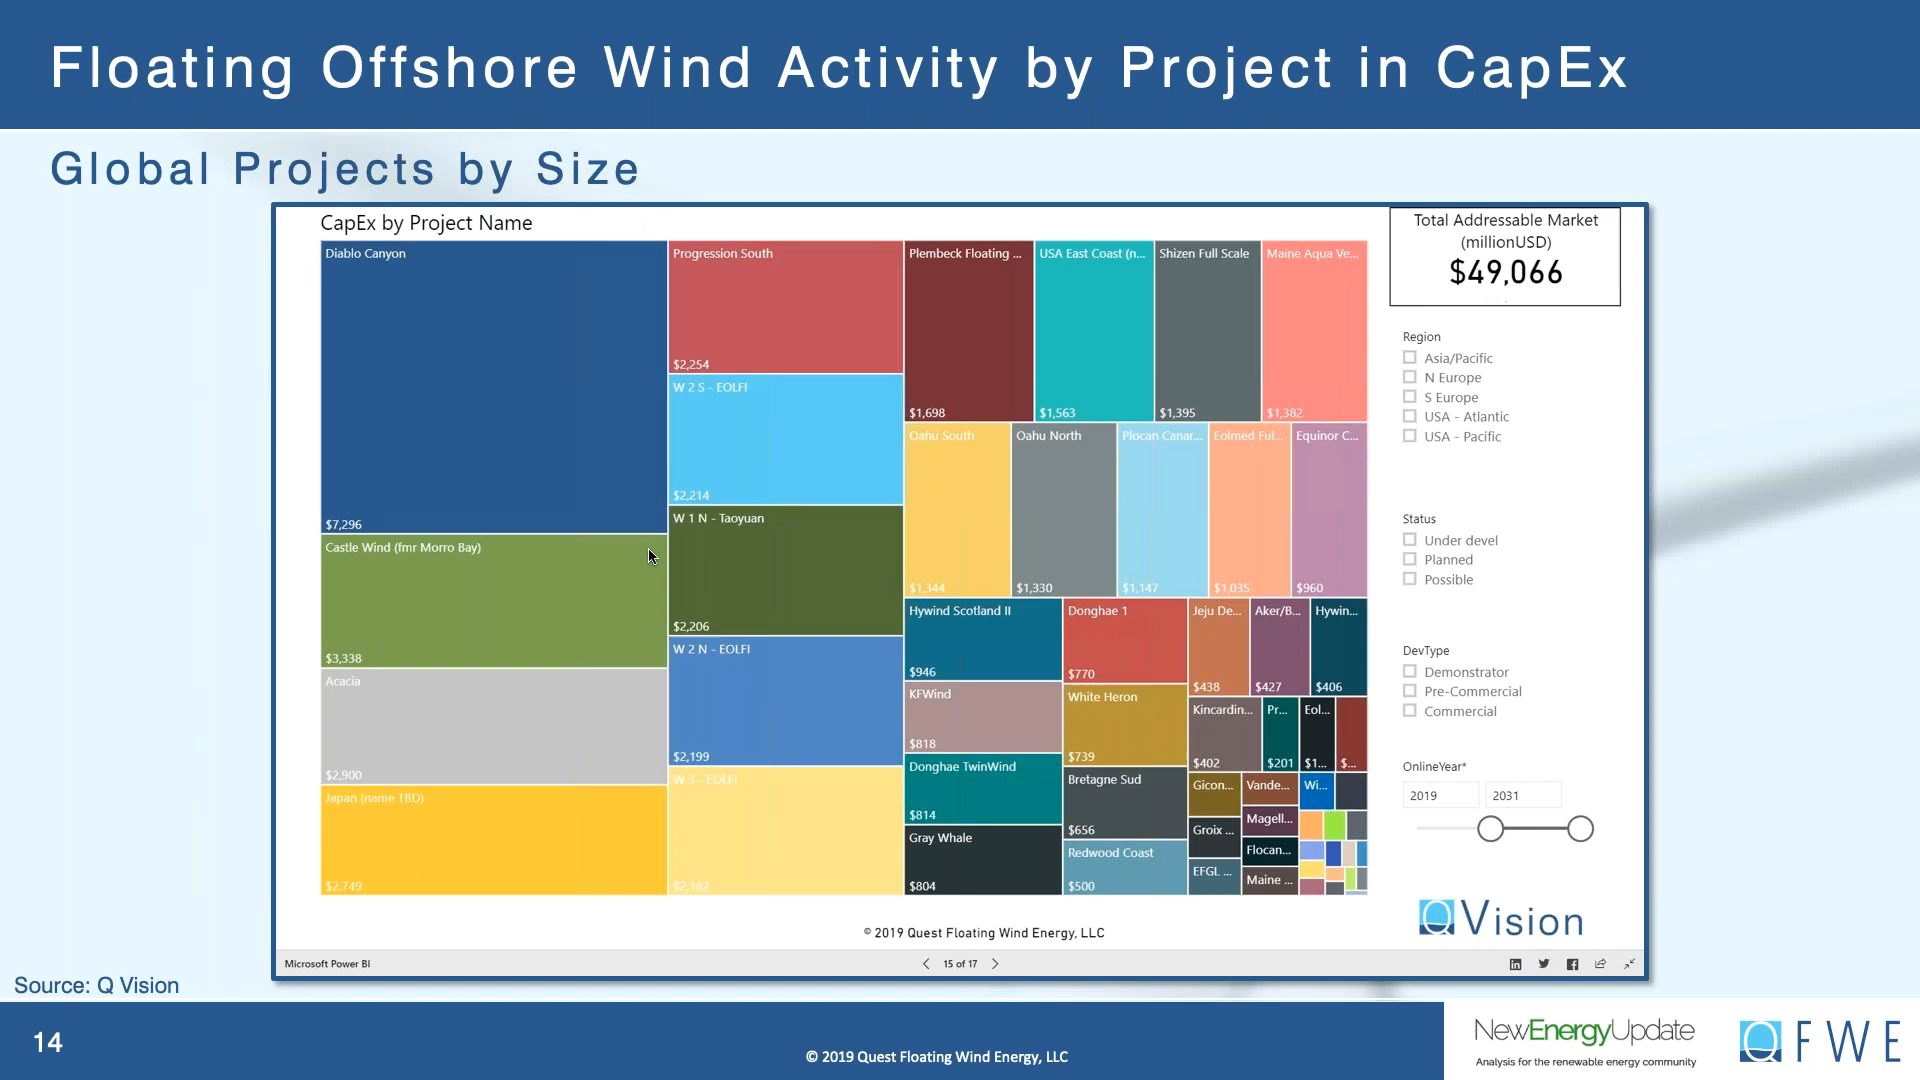 Floating Offshore Wind Activity by Project in CapEx
Global Projects by Size
CapEx by Project Name
Diablo Canyon
$7,296
Castle Wind (fmr Morro Bay)
$3,338
Acacia
$2,900
Japan (name TBD)
$2,749
Progression South
$2,254
W 2 S - EOLFI
$2,214
W 1 N - Taoyuan
$2,206
W 2 N - EOLFI
$2,199
W 3 - EOLFI
$2,182
Plembeck Floating ...
$1,698
USA East Coast (n...
$1,563
Shizen Full Scale
$1,395
Maine Aqua Ve...
$1,382
Oahu South
$1,344
Oahu North
$1,330
Plocan Canar...
$1,147
Eolmed Ful...
$1,035
Equinor C...
$960
Hywind Scotland II
$946
KFWind
$818
Donghae TwinWind
$814
Gray Whale
$804
Donghae 1
$770
White Heron
$739
Bretagne Sud
$656
Redwood Coast
$500
Jeju De...
$438
Aker/B...
$427
Hywin...
$406
Kincardin...
$402
Pr...
$201
Eol...
$1...
$...
Gicon...
Groix ...
EFGL ...
Vande...
Magell...
Flocan...
Maine ...
Wi...
Total Addressable Market
(millionUSD)
$49,066
Region
Asia/Pacific
N Europe
S Europe
USA - Atlantic
USA - Pacific
Status
Under devel
Planned
Possible
DevType
Demonstrator
Pre-Commercial
Commercial
OnlineYear*
2019 2031
Q Vision
© 2019 Quest Floating Wind Energy, LLC
Microsoft Power BI
15 of 17
Source: Q Vision
14
© 2019 Quest Floating Wind Energy, LLC
NewEnergyUpdate
Analysis for the renewable energy community
Q FWE